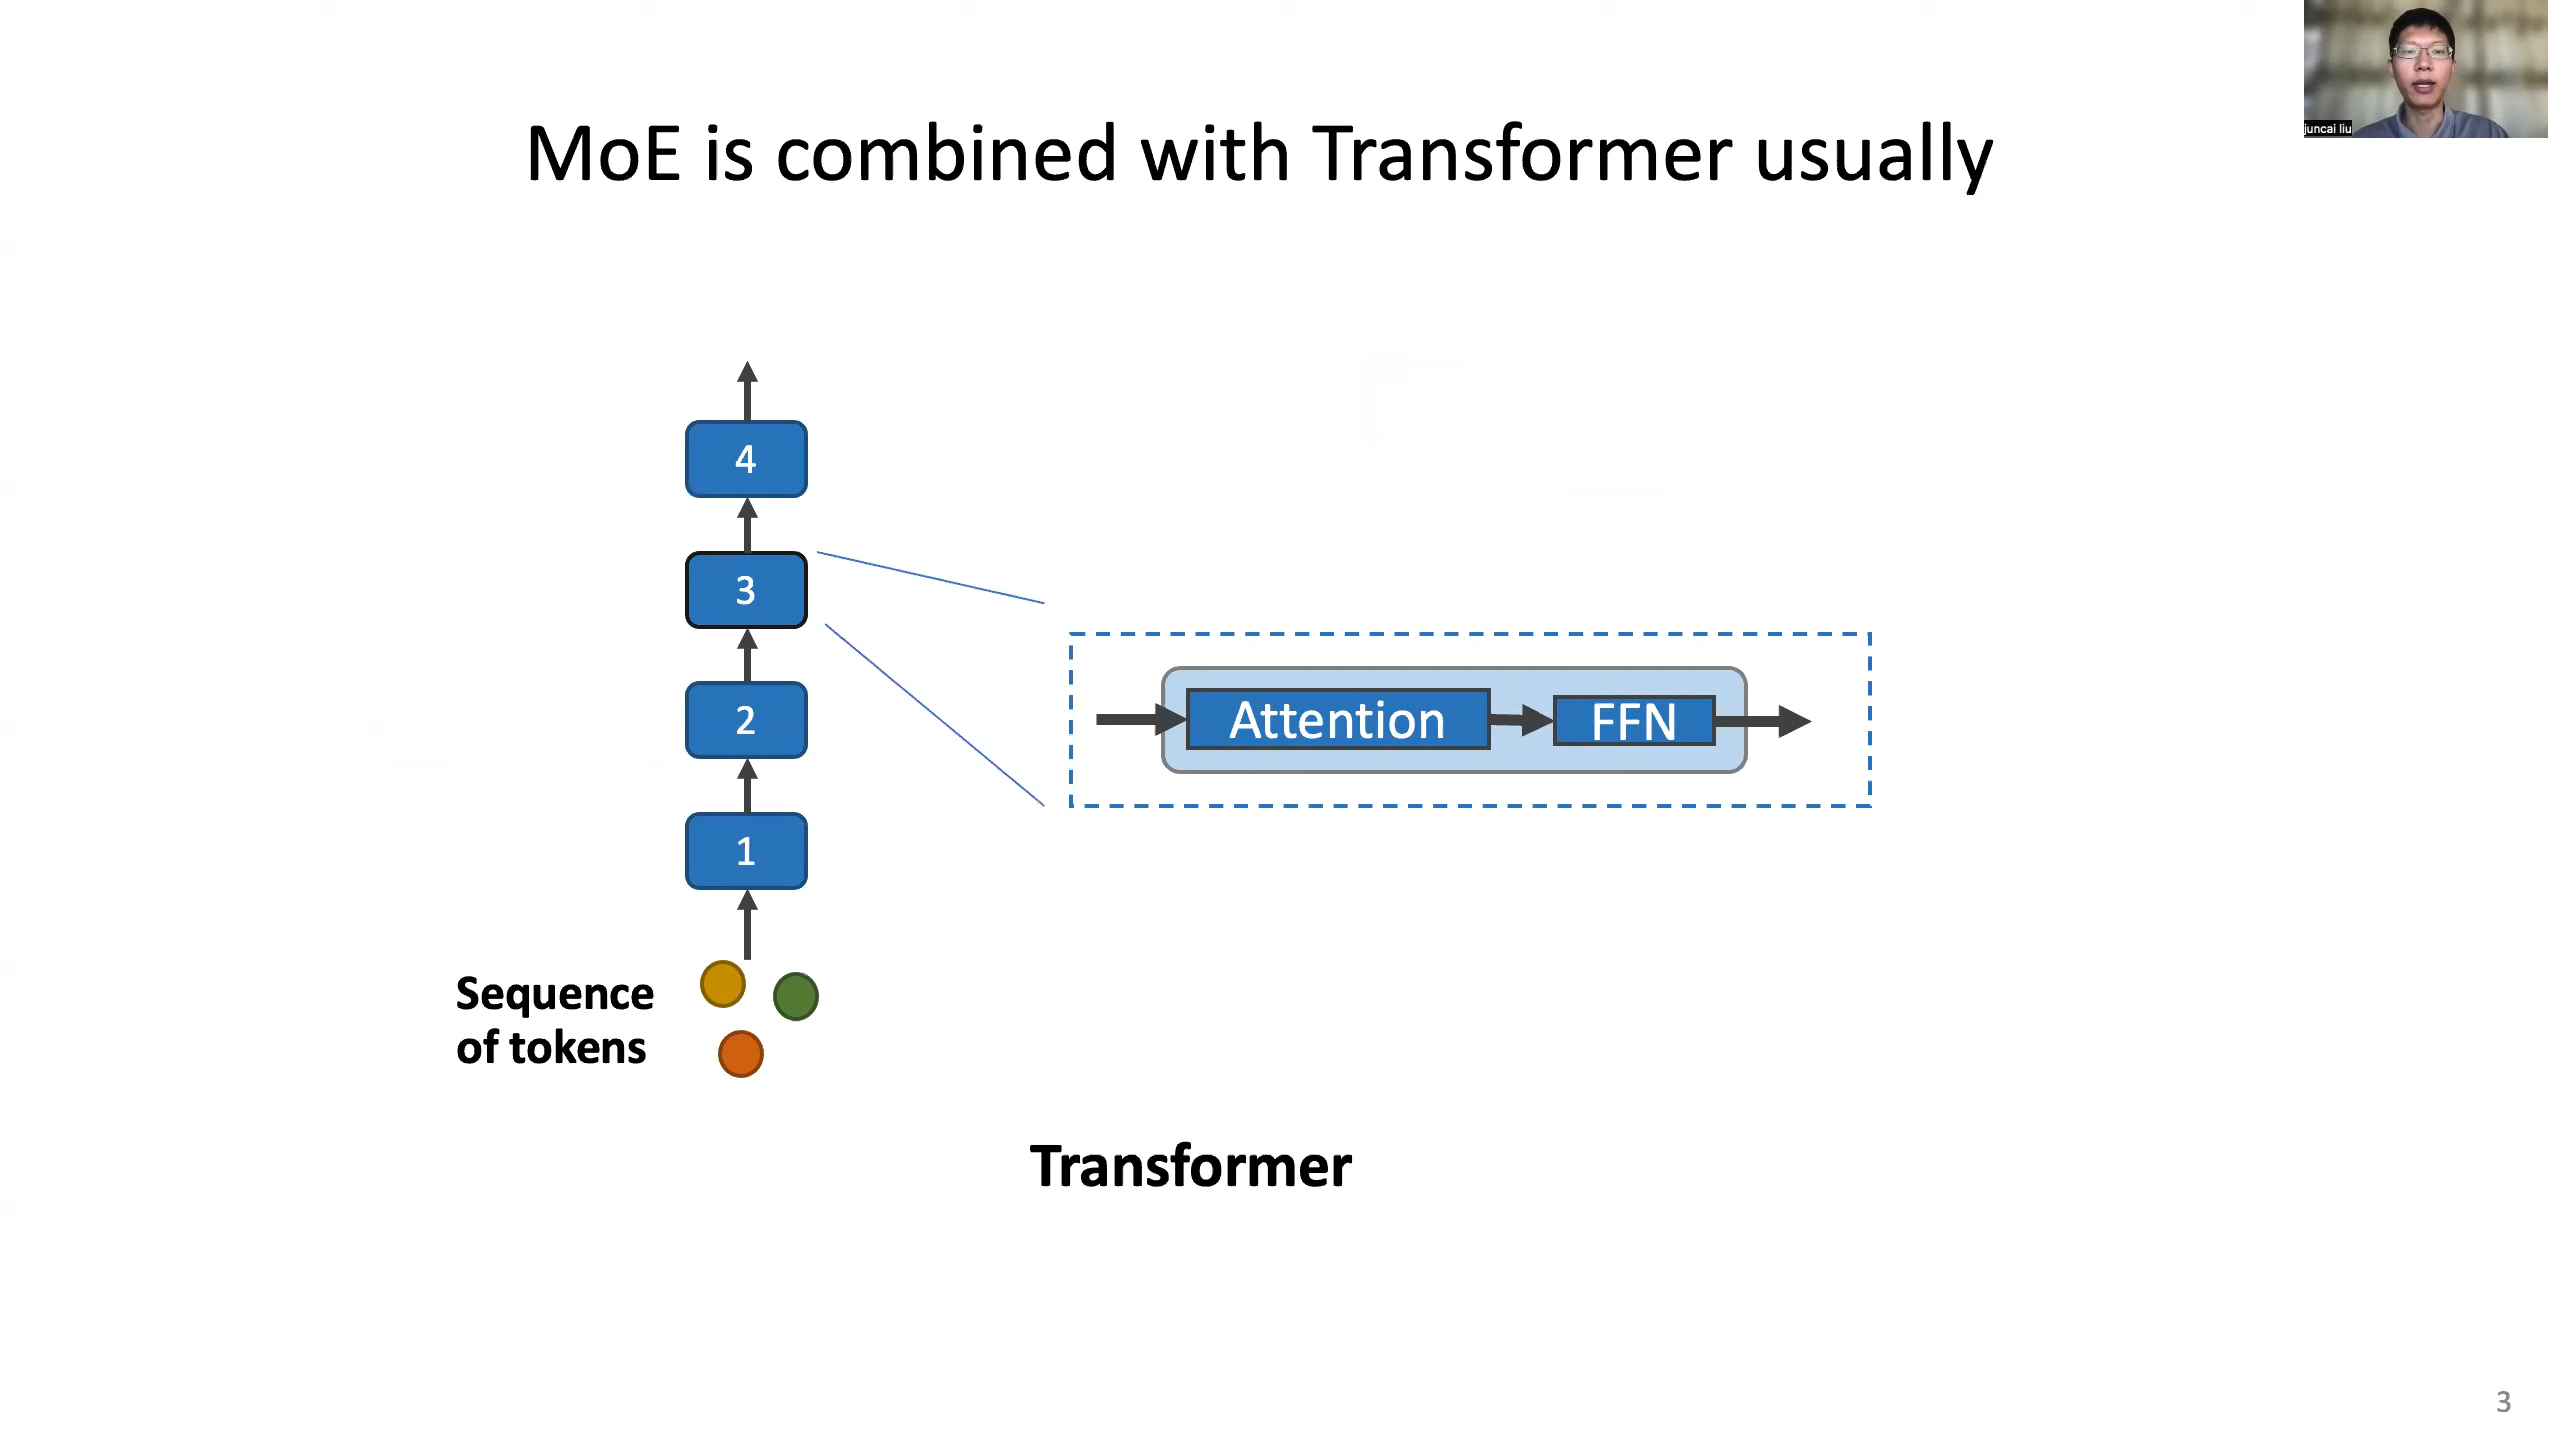 MoE is combined with Transformer usually
juncai liu
4
3
2
1
Attention
FFN
Sequence
of tokens
Transformer
3